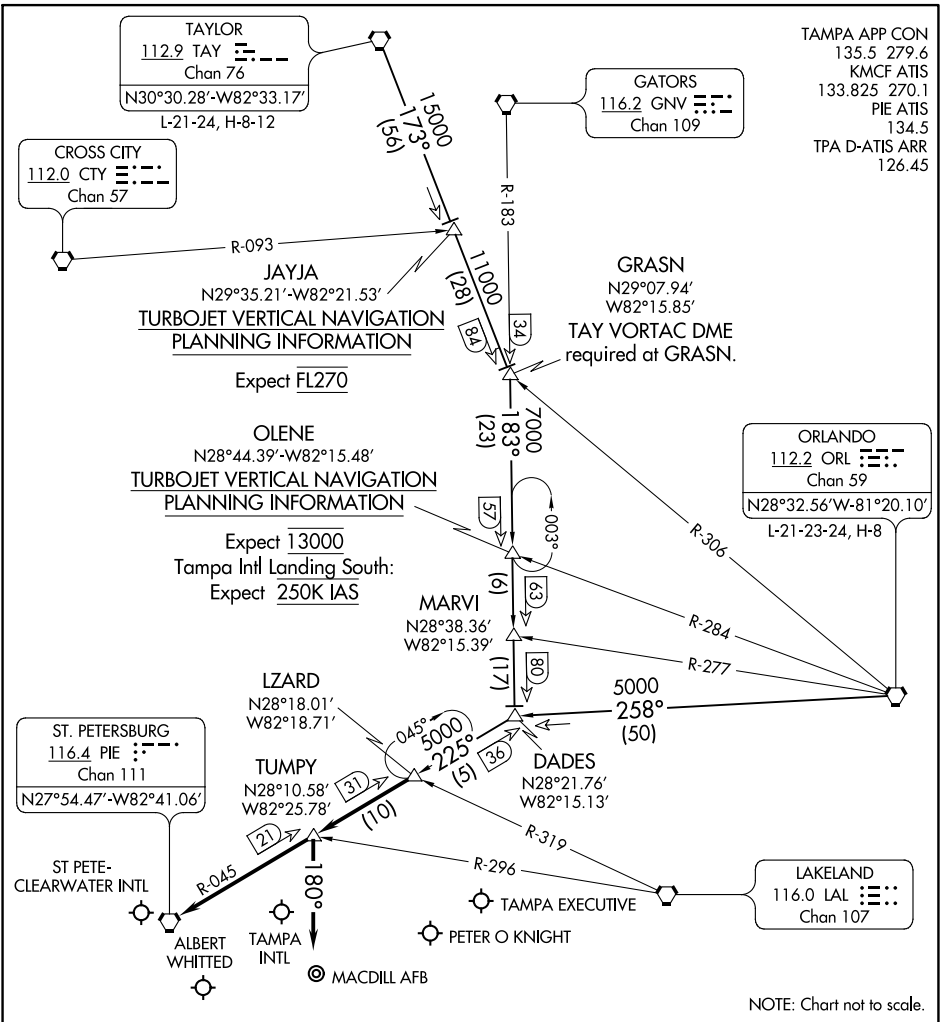 TAYLOR
112.9 TAY
Chan 76
N30°30.28’-W82°33.17’
L-21-24, H-8-12
TAMPA APP CON
135.5 279.6
KMCF ATIS
133.825 270.1
PIE ATIS
134.5
TPA D-ATIS ARR
126.45
GATORS
116.2 GNV
Chan 109
CROSS CITY
112.0 CTY
Chan 57
15000
173°
(56)
R-183
R-093
JAYJA
N29°35.21’-W82°21.53’
TURBOJET VERTICAL NAVIGATION
PLANNING INFORMATION
Expect FL270
11000
(28)
84
34
GRASN
N29°07.94’
W82°15.85’
TAY VORTAC DME
required at GRASN.
7000
183°
(23)
OLENE
N28°44.39’-W82°15.48’
TURBOJET VERTICAL NAVIGATION
PLANNING INFORMATION
Expect 13000
Tampa Intl Landing South:
Expect 250K IAS
57
003°
ORLANDO
112.2 ORL
Chan 59
N28°32.56’W-81°20.10’
L-21-23-24, H-8
R-306
R-284
R-277
(6)
63
MARVI
N28°38.36’
W82°15.39’
(17)
80
5000
258°
(50)
LZARD
N28°18.01’
W82°18.71’
045°
5000
225°
(5)
36
DADES
N28°21.76’
W82°15.13’
ST. PETERSBURG
116.4 PIE
Chan 111
N27°54.47’-W82°41.06’
TUMPY
N28°10.58’
W82°25.78’
31
(10)
21
R-045
180°
R-319
R-296
LAKELAND
116.0 LAL
Chan 107
ST PETE-
CLEARWATER INTL
ALBERT
WHITTED
TAMPA
INTL
TAMPA EXECUTIVE
PETER O KNIGHT
MACDILL AFB
NOTE: Chart not to scale.